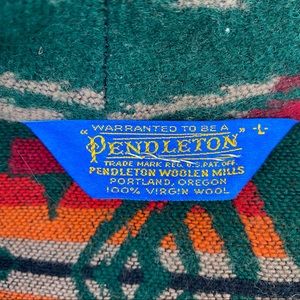 "WARRANTED TO BE A" -L-
PENDLETON
TRADE MARK REG. U.S. PAT. OFF.
PENDLETON WOOLEN MILLS
PORTLAND, OREGON
100% VIRGIN WOOL